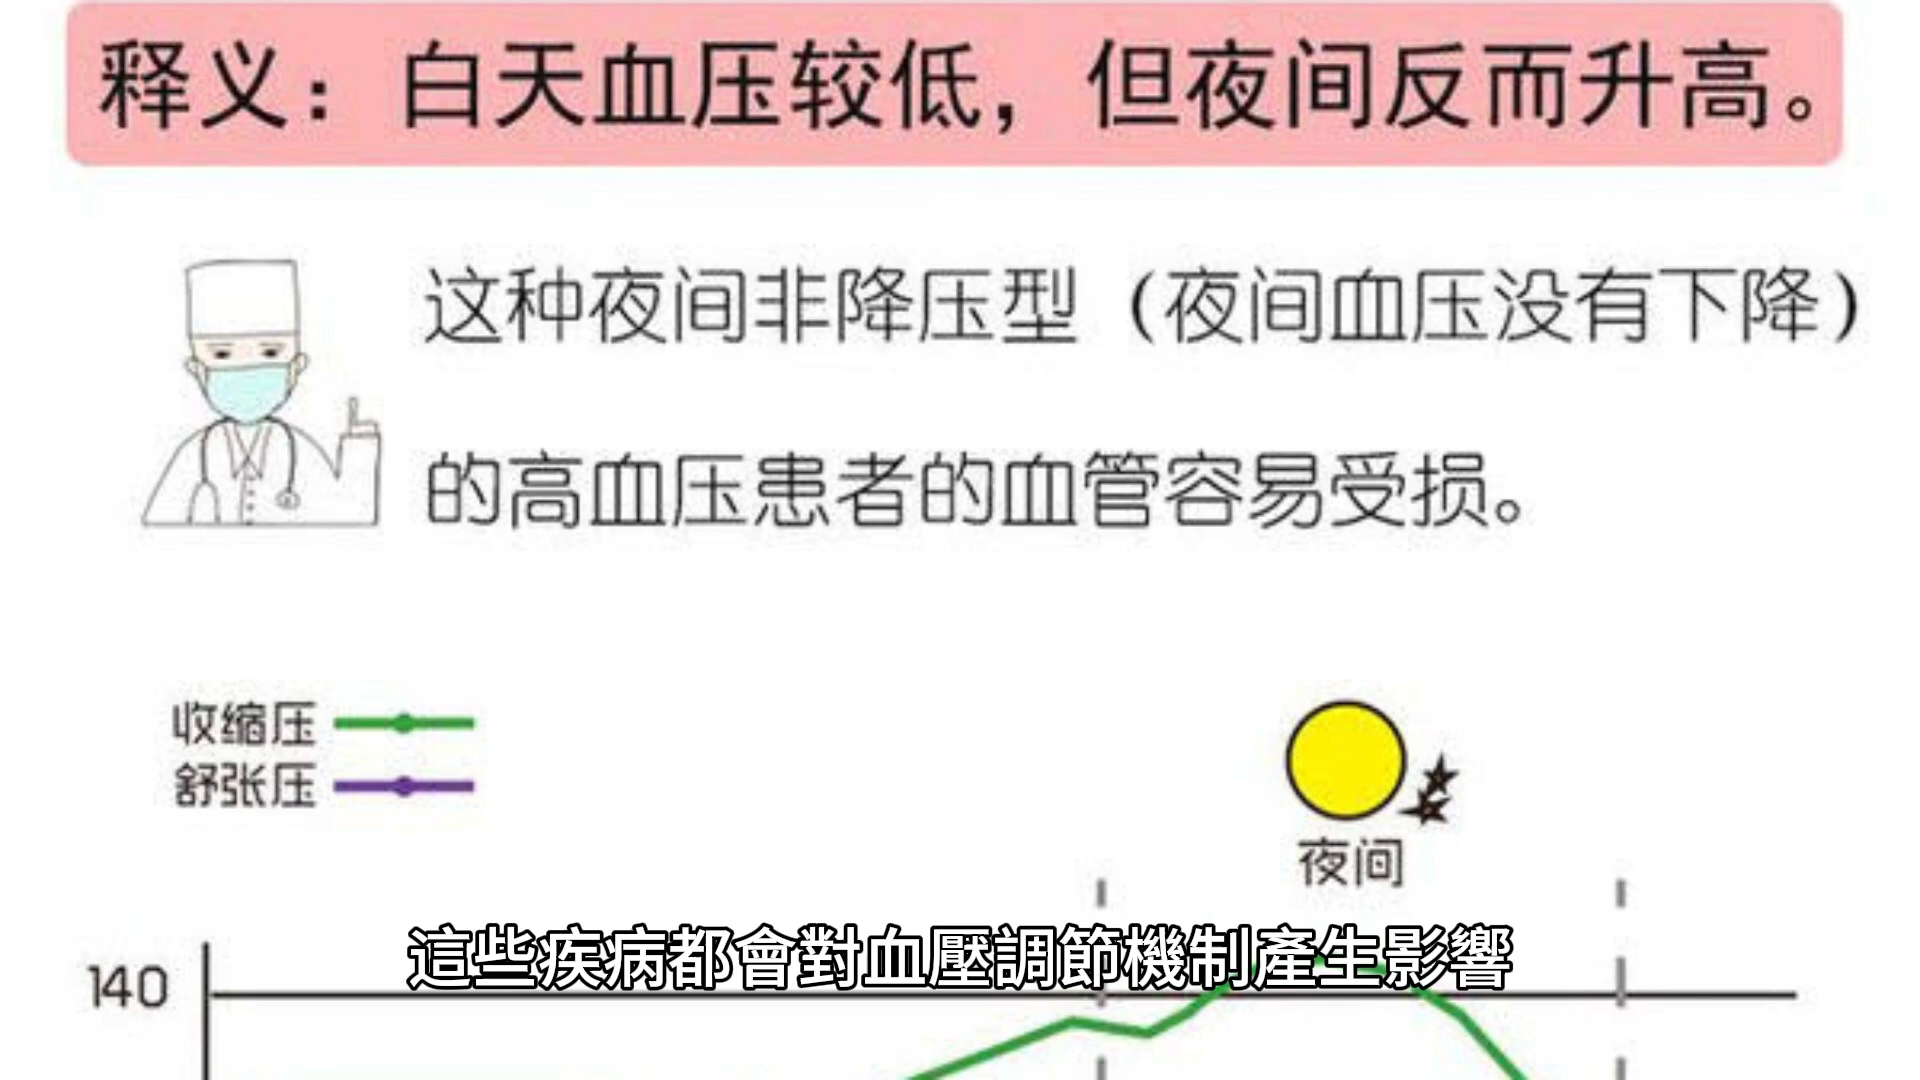 释义：白天血压较低，但夜间反而升高。
这种夜间非降压型（夜间血压没有下降）
的高血压患者的血管容易受损。
收缩压
舒张压
夜间
這些疾病都會對血壓調節機制產生影響
140